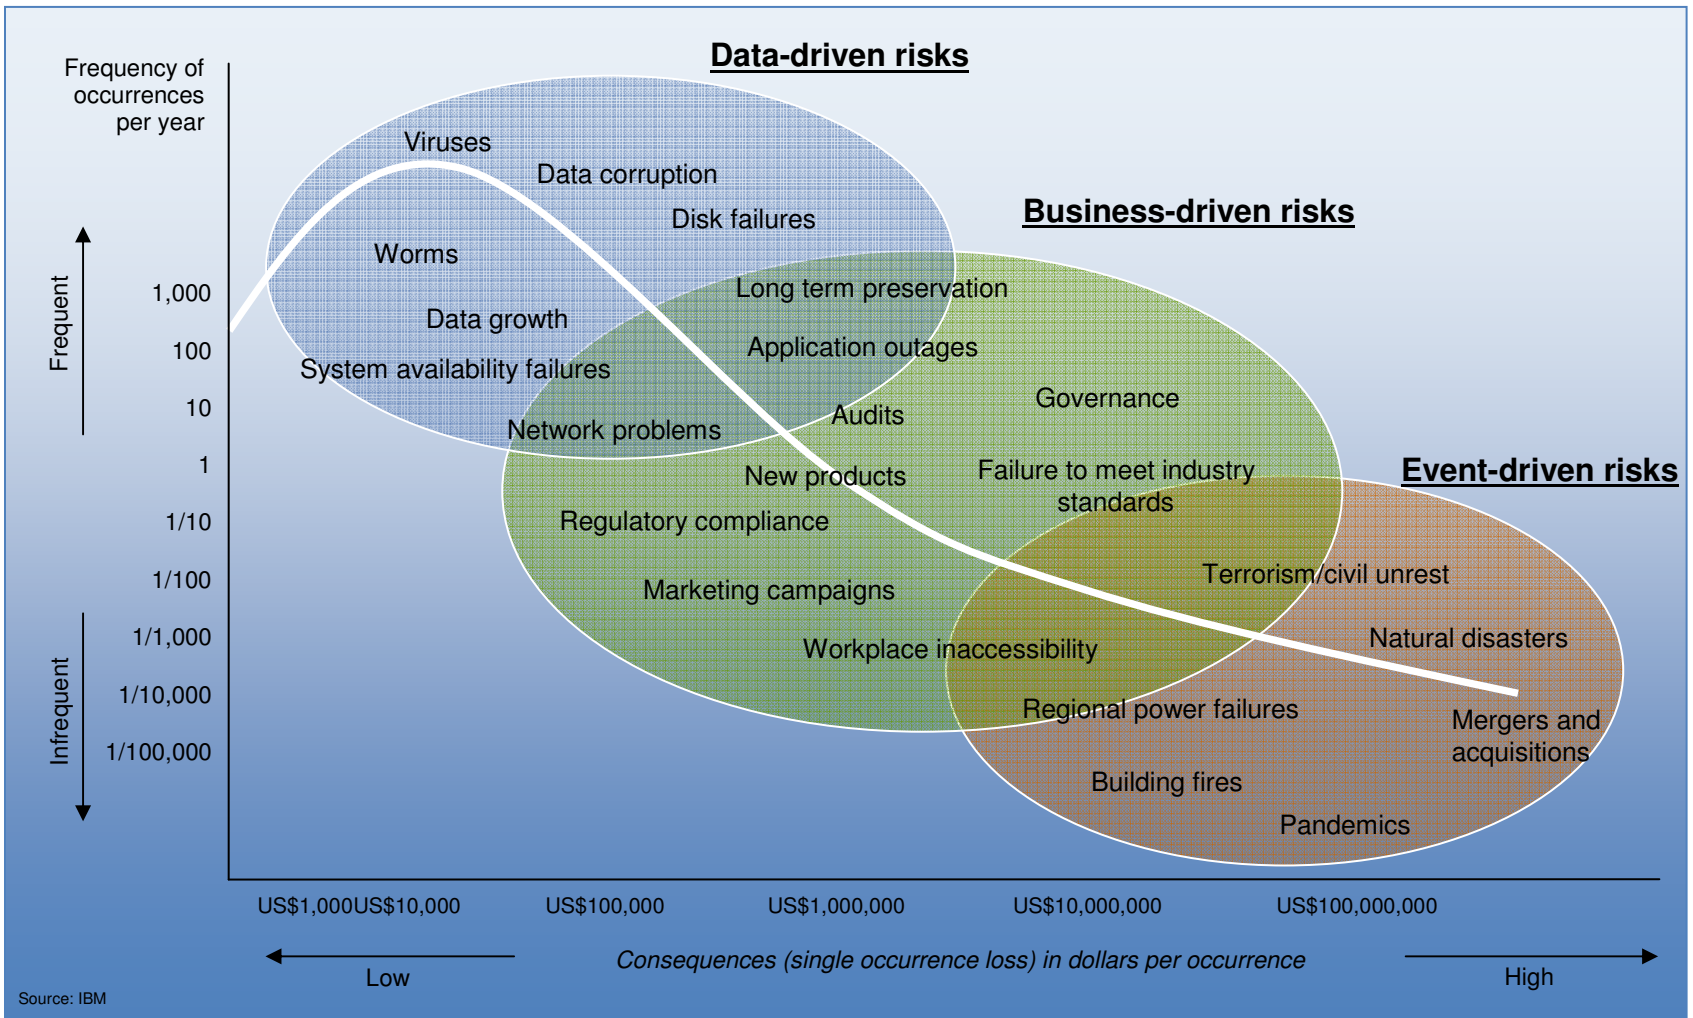 Data-driven risks
Frequency of
occurrences
per year
Viruses
Data corruption
Business-driven risks
Disk failures
Worms
Frequent
1,000
Long term preservation
Data growth
100
Application outages
System availability failures
Governance
10
Audits
Network problems
1
New products
Failure to meet industry
standards
Event-driven risks
1/10
Regulatory compliance
1/100
Terrorism/civil unrest
Marketing campaigns
1/1,000
Natural disasters
Workplace inaccessibility
Infrequent
1/10,000
Regional power failures
Mergers and
acquisitions
1/100,000
Building fires
Pandemics
US$1,000US$10,000 US$100,000 US$1,000,000 US$10,000,000 US$100,000,000
Consequences (single occurrence loss) in dollars per occurrence
Low
High
Source: IBM